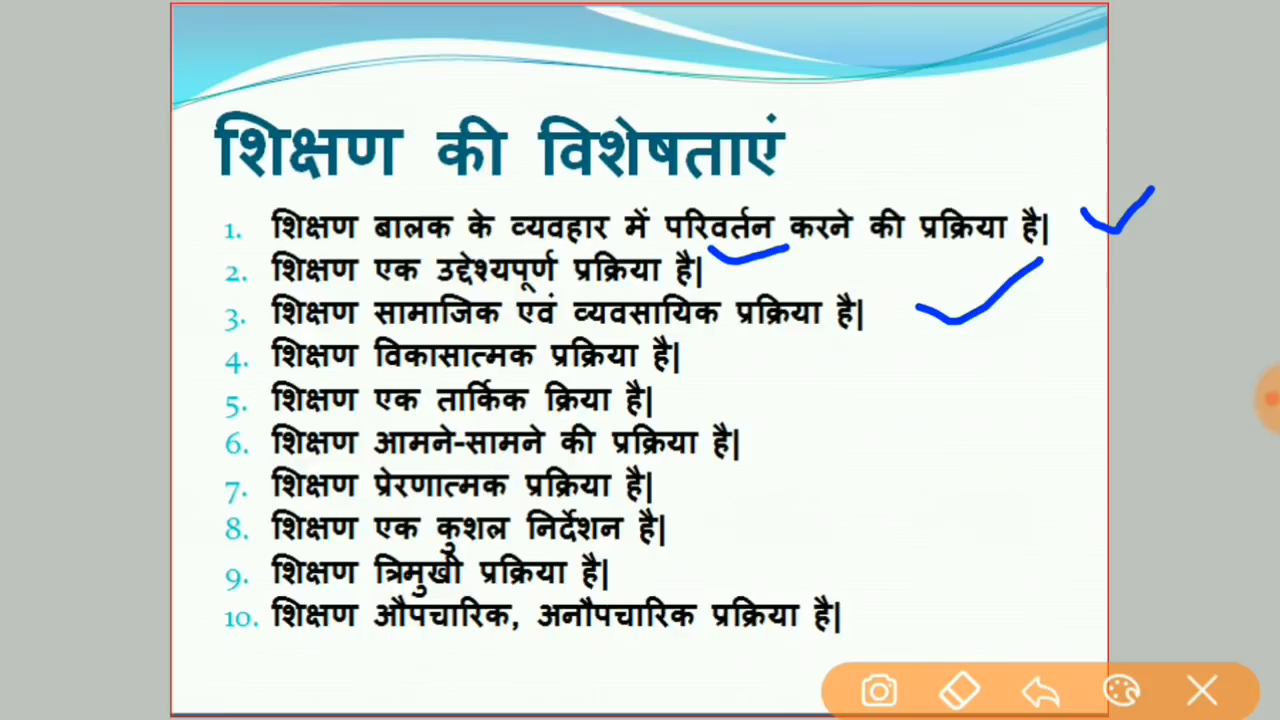 शिक्षण की विशेषताएं
1. शिक्षण बालक के व्यवहार में परिवर्तन करने की प्रक्रिया है|
2. शिक्षण एक उद्देश्यपूर्ण प्रक्रिया है|
3. शिक्षण सामाजिक एवं व्यवसायिक प्रक्रिया है|
4. शिक्षण विकासात्मक प्रक्रिया है|
5. शिक्षण एक तार्किक क्रिया है|
6. शिक्षण आमने-सामने की प्रक्रिया है|
7. शिक्षण प्रेरणात्मक प्रक्रिया है|
8. शिक्षण एक कुशल निर्देशन है|
9. शिक्षण त्रिमुखी प्रक्रिया है|
10. शिक्षण औपचारिक, अनौपचारिक प्रक्रिया है|